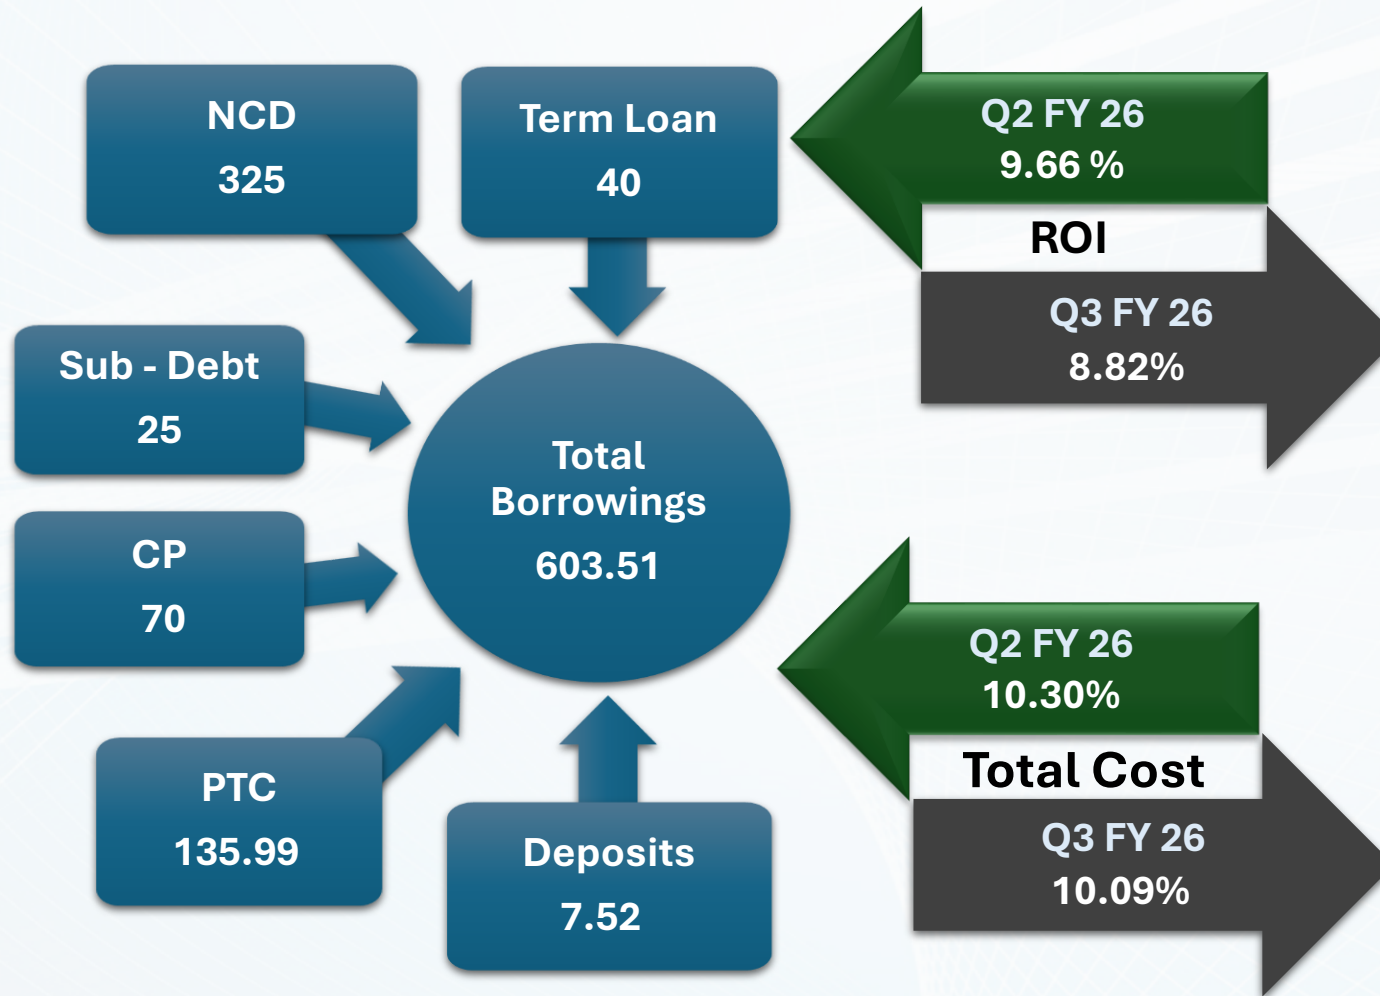 NCD
325
Term Loan
40
Sub - Debt
25
CP
70
PTC
135.99
Deposits
7.52
Total
Borrowings
603.51
Q2 FY 26
9.66 %
ROI
Q3 FY 26
8.82%
Q2 FY 26
10.30%
Total Cost
Q3 FY 26
10.09%